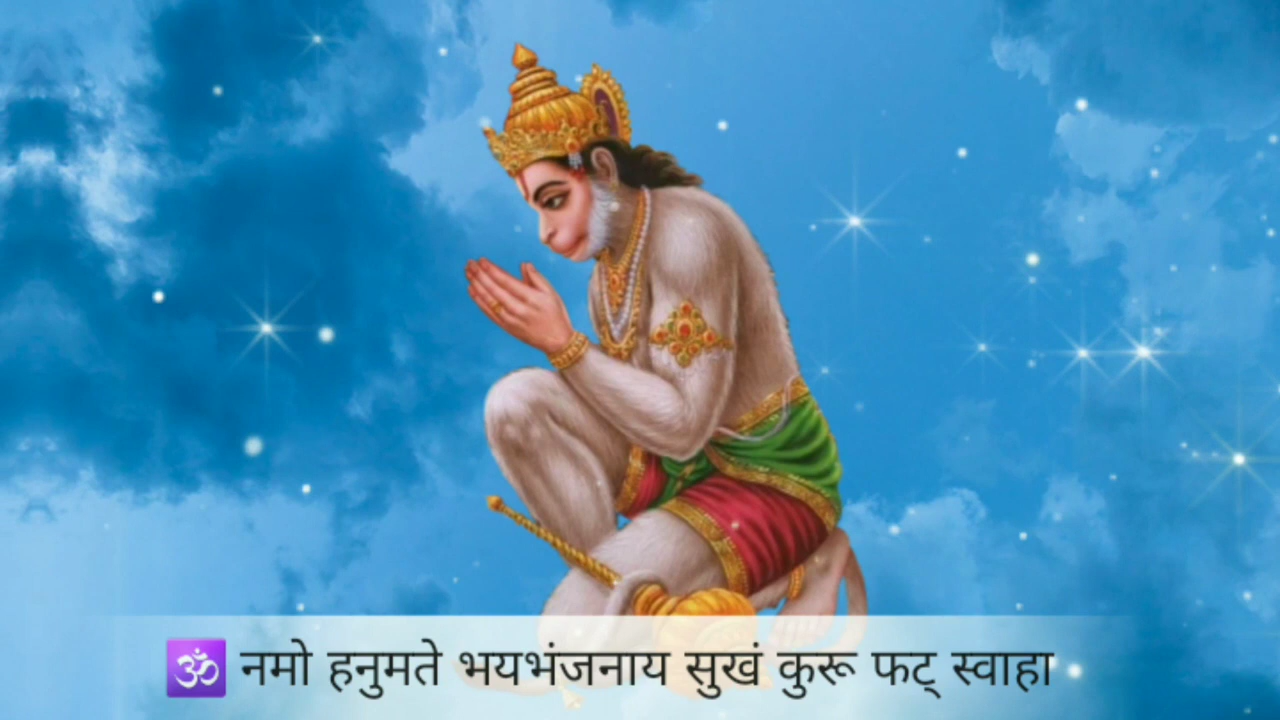 🕉 नमो हनुमते भयभंजनाय सुखं कुरू फट् स्वाहा